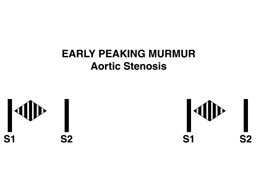 EARLY PEAKING MURMUR
Aortic Stenosis
S1 S2 S1 S2